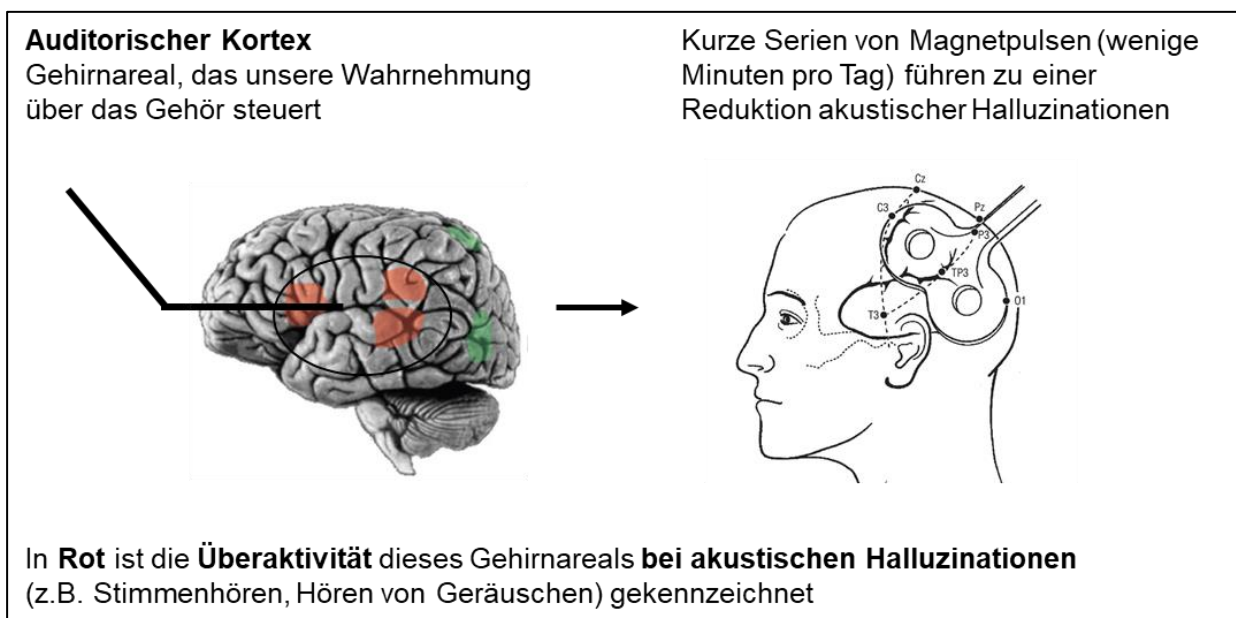 Auditorischer Kortex
Gehirnareal, das unsere Wahrnehmung
über das Gehör steuert
Kurze Serien von Magnetpulsen (wenige
Minuten pro Tag) führen zu einer
Reduktion akustischer Halluzinationen
Cz
C3
Pz
P3
TP3
T3
O1
In Rot ist die Überaktivität dieses Gehirnareals bei akustischen Halluzinationen
(z.B. Stimmenhören, Hören von Geräuschen) gekennzeichnet